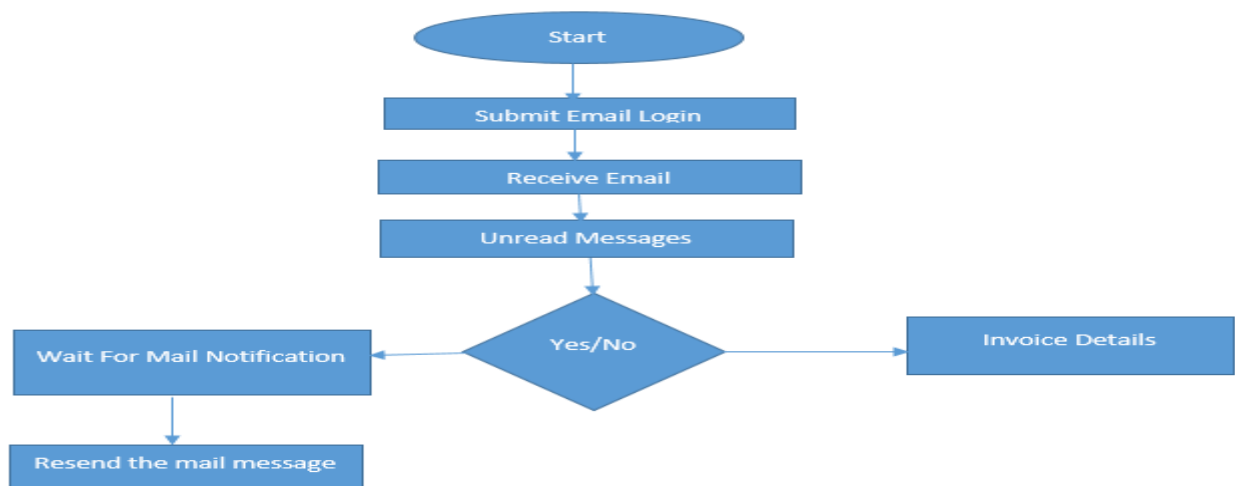 Start
Submit Email Login
Receive Email
Unread Messages
Yes/No
Wait For Mail Notification
Invoice Details
Resend the mail message